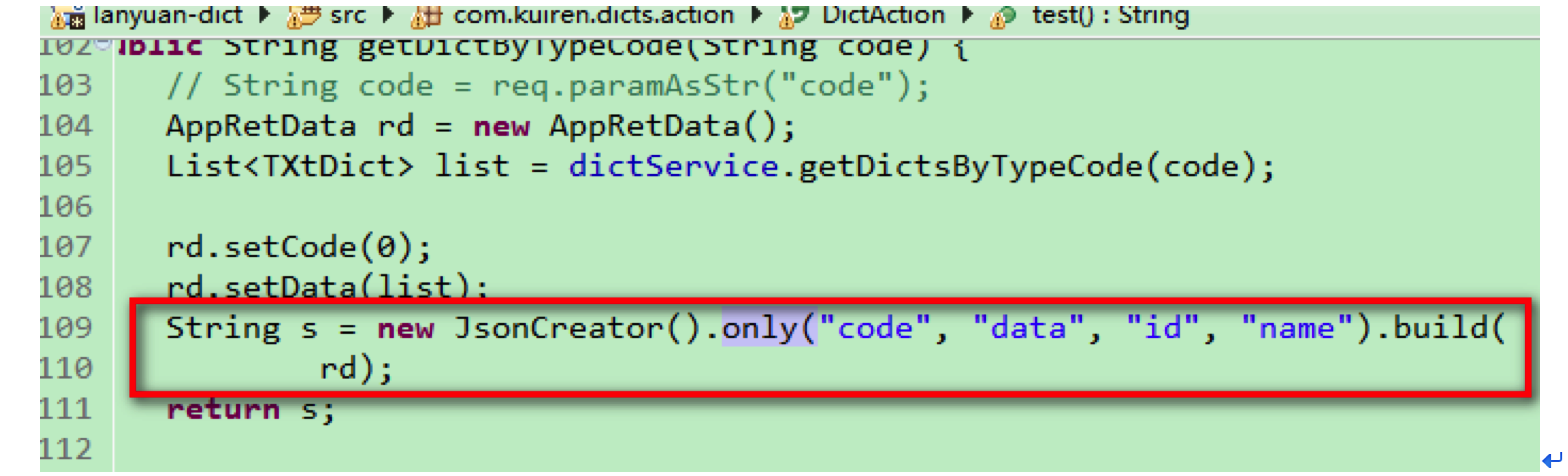 lanyuan-dict src com.kuiren.dicts.action DictAction test() : String
102 ublic String getDictByTypeCode(String code) {
103 // String code = req.paramAsStr("code");
104 AppRetData rd = new AppRetData();
105 List<TXtDict> list = dictService.getDictsByTypeCode(code);
106
107 rd.setCode(0);
108 rd.setData(list);
109 String s = new JsonCreator().only("code", "data", "id", "name").build(
110 rd);
111 return s;
112